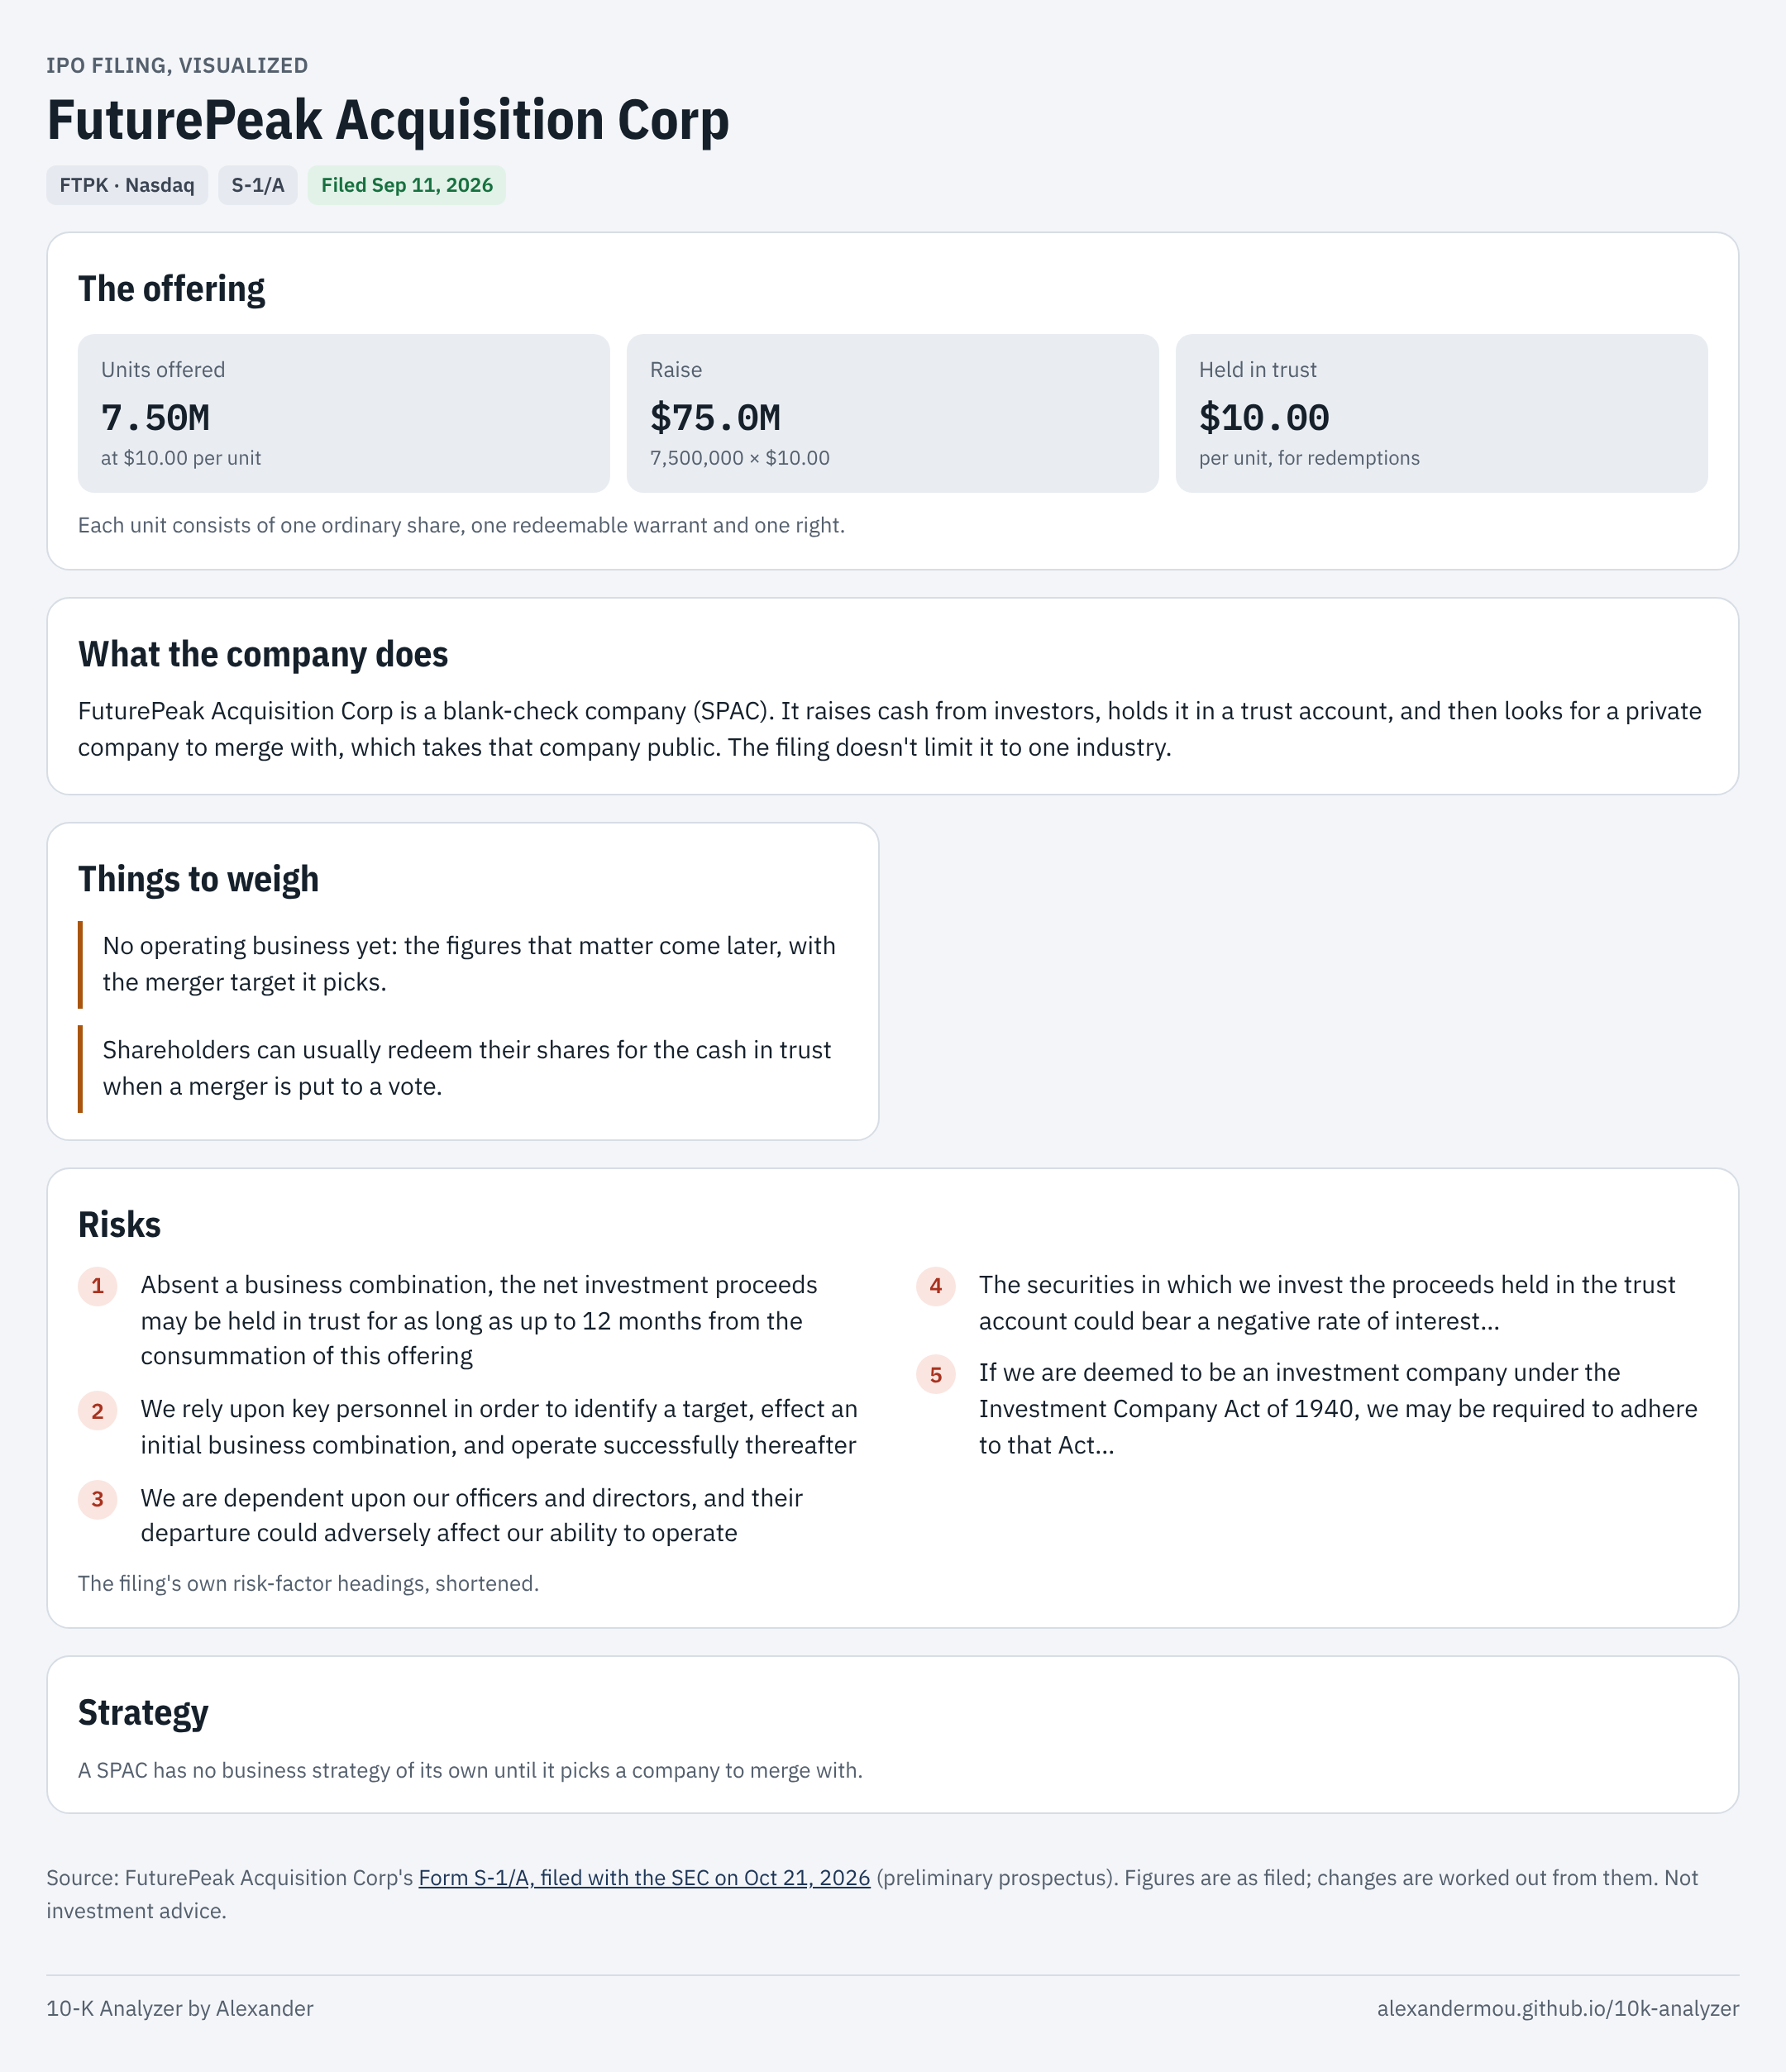 IPO FILING, VISUALIZED
FuturePeak Acquisition Corp
FTPK · Nasdaq
S-1/A
Filed Sep 11, 2026
The offering
Units offered
7.50M
at $10.00 per unit
Raise
$75.0M
7,500,000 × $10.00
Held in trust
$10.00
per unit, for redemptions
Each unit consists of one ordinary share, one redeemable warrant and one right.
What the company does
FuturePeak Acquisition Corp is a blank-check company (SPAC). It raises cash from investors, holds it in a trust account, and then looks for a private
company to merge with, which takes that company public. The filing doesn't limit it to one industry.
Things to weigh
No operating business yet: the figures that matter come later, with
the merger target it picks.
Shareholders can usually redeem their shares for the cash in trust
when a merger is put to a vote.
Risks
1
Absent a business combination, the net investment proceeds
may be held in trust for as long as up to 12 months from the
consummation of this offering
2
We rely upon key personnel in order to identify a target, effect an
initial business combination, and operate successfully thereafter
3
We are dependent upon our officers and directors, and their
departure could adversely affect our ability to operate
4
The securities in which we invest the proceeds held in the trust
account could bear a negative rate of interest…
5
If we are deemed to be an investment company under the
Investment Company Act of 1940, we may be required to adhere
to that Act…
The filing's own risk-factor headings, shortened.
Strategy
A SPAC has no business strategy of its own until it picks a company to merge with.
Source: FuturePeak Acquisition Corp's Form S-1/A, filed with the SEC on Oct 21, 2026 (preliminary prospectus). Figures are as filed; changes are worked out from them. Not
investment advice.
10-K Analyzer by Alexander
alexandermou.github.io/10k-analyzer